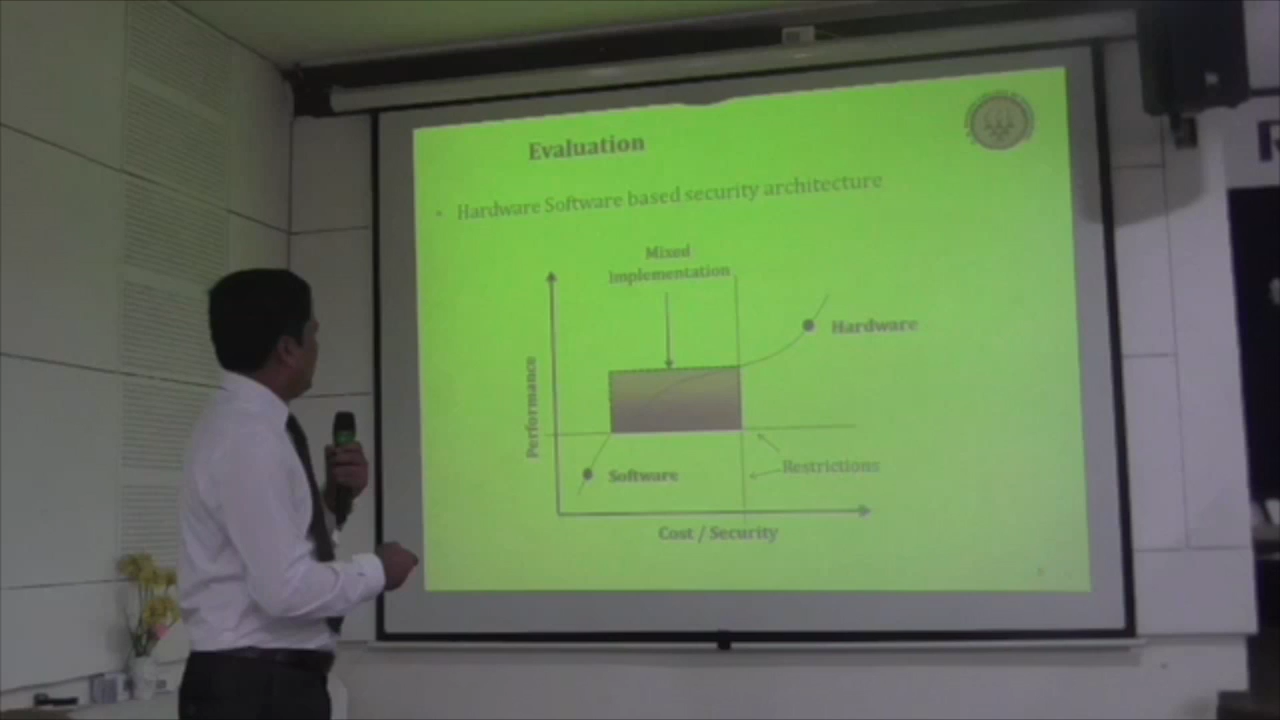 Evaluation
• Hardware Software based security architecture
Mixed
Implementation
Hardware
Performance
Software
Restrictions
Cost / Security
R